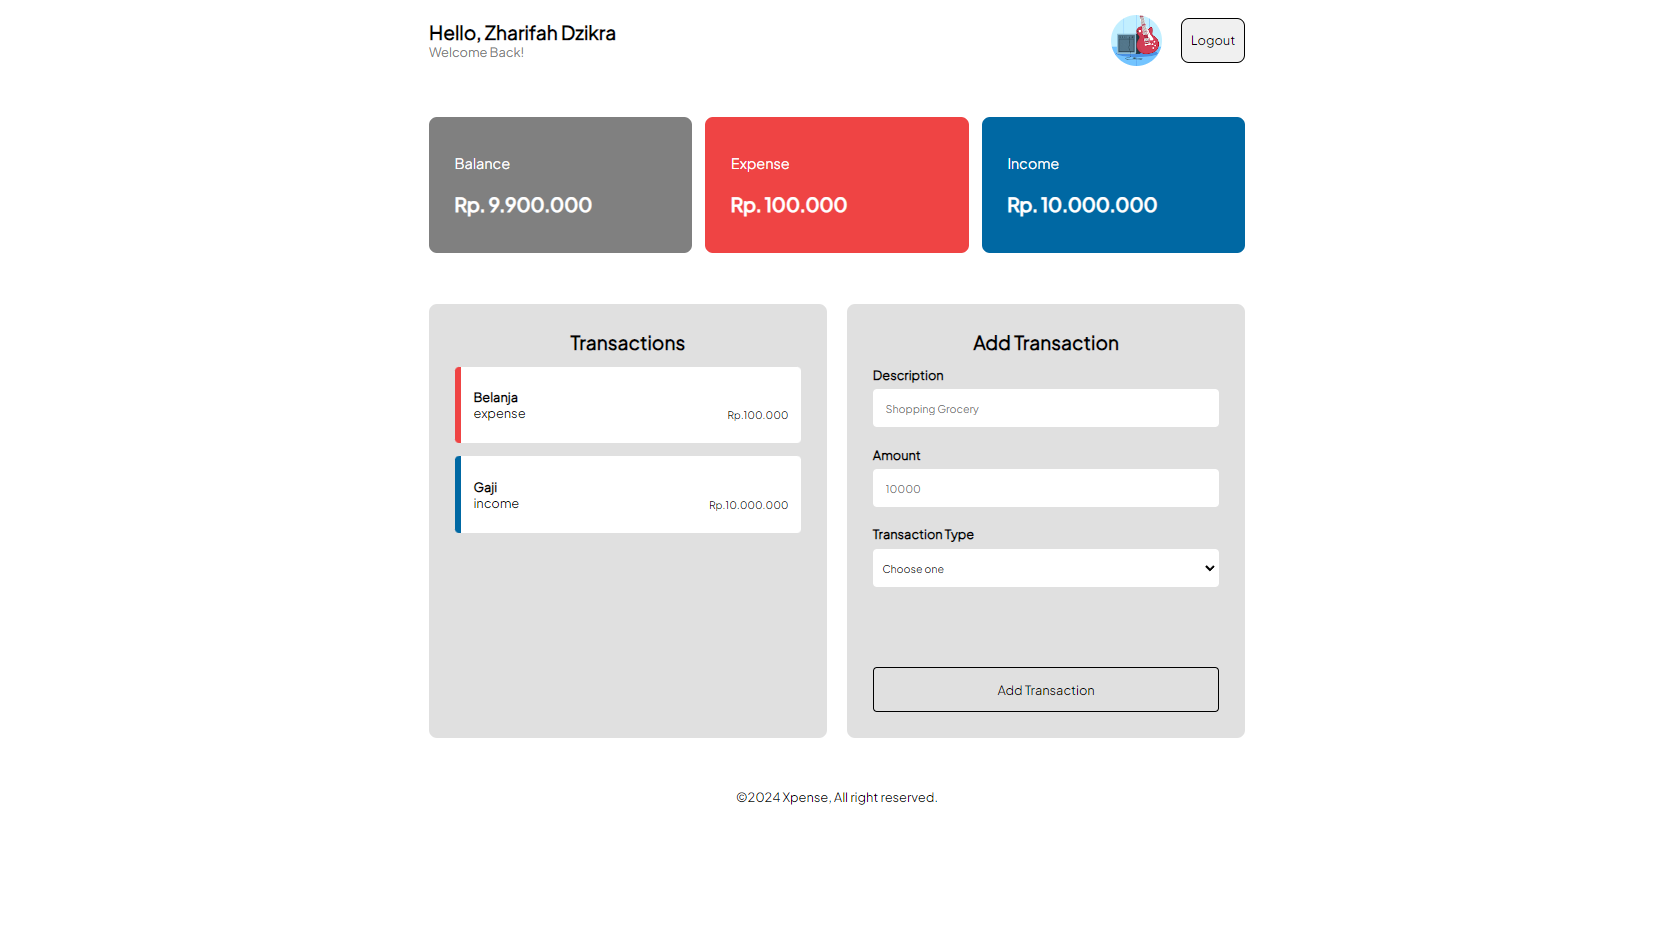 Hello, Zharifah Dzikra
Welcome Back!
Logout
Balance
Rp. 9.900.000
Expense
Rp. 100.000
Income
Rp. 10.000.000
Transactions
Belanja
expense
Rp.100.000
Gaji
income
Rp.10.000.000
Add Transaction
Description
Shopping Grocery
Amount
10000
Transaction Type
Choose one
Add Transaction
©2024 Xpense, All right reserved.